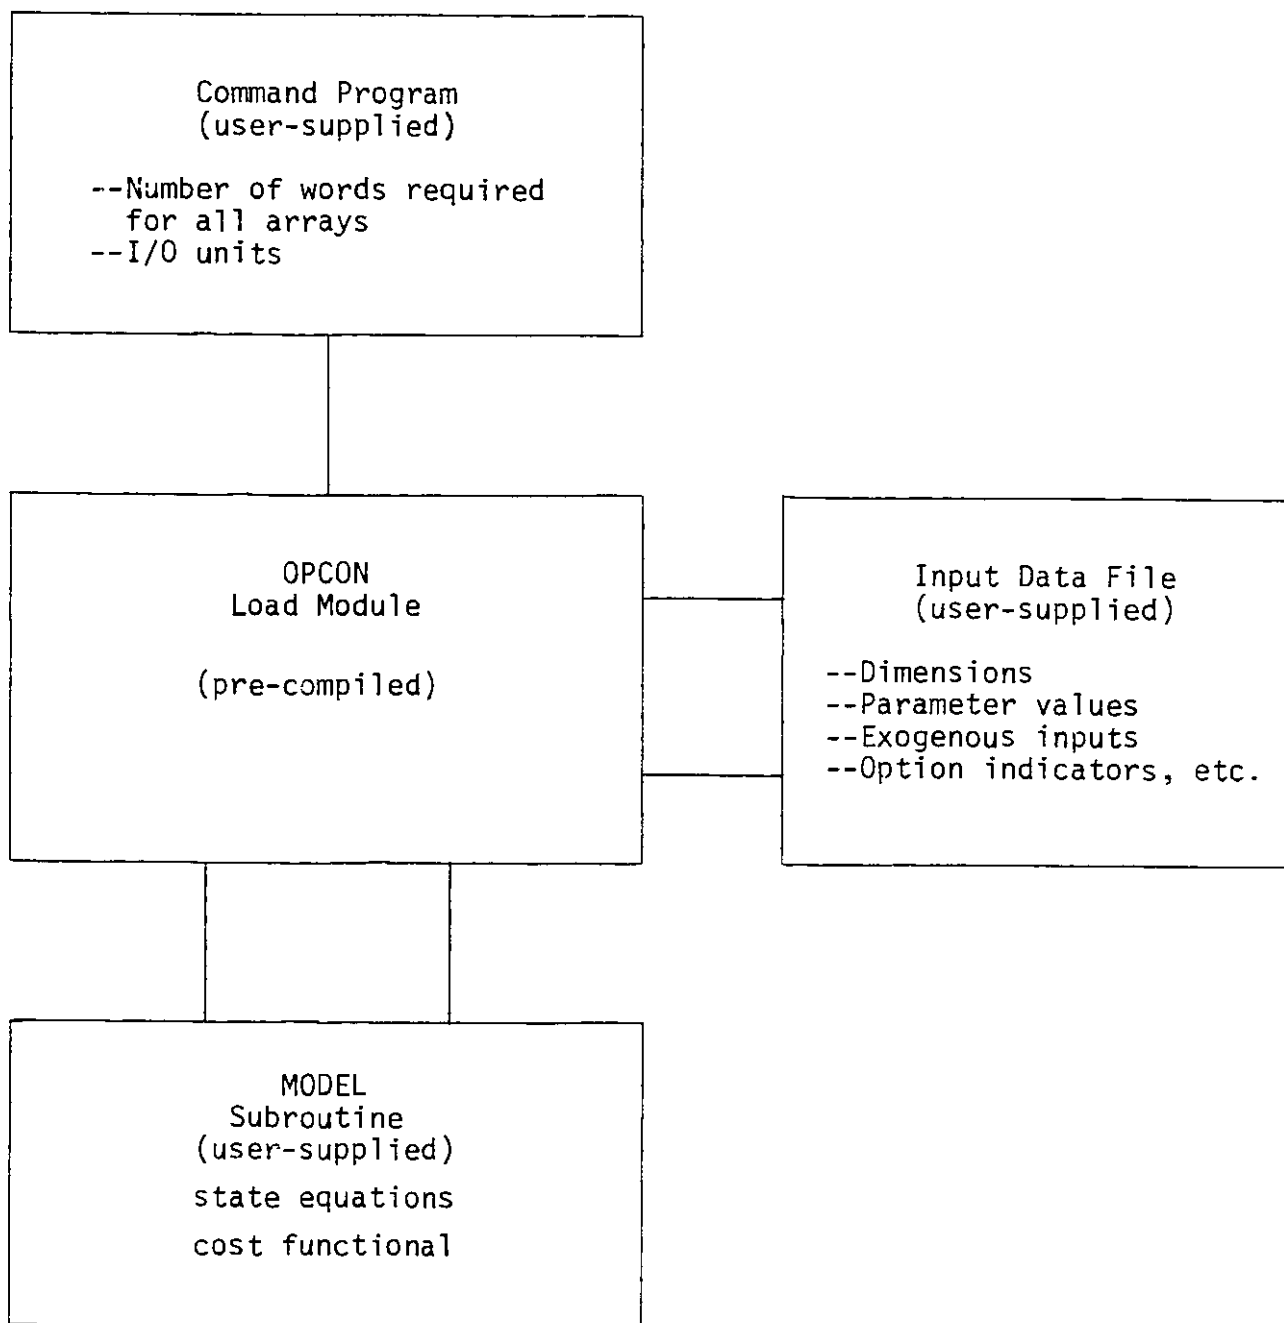 Command Program
(user-supplied)
--Number of words required
for all arrays
--I/O units
OPCON
Load Module
(pre-compiled)
Input Data File
(user-supplied)
--Dimensions
--Parameter values
--Exogenous inputs
--Option indicators, etc.
MODEL
Subroutine
(user-supplied)
state equations
cost functional